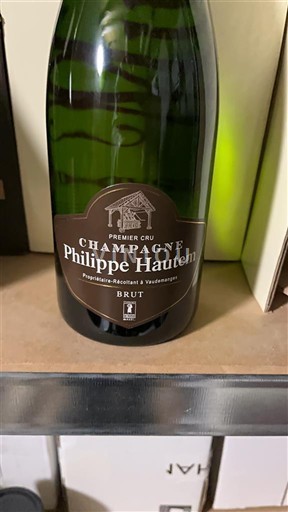 PREMIER CRU
CHAMPAGNE
Philippe Hautem
Propriétaire-Récoltant à Vaudemanges
BRUT